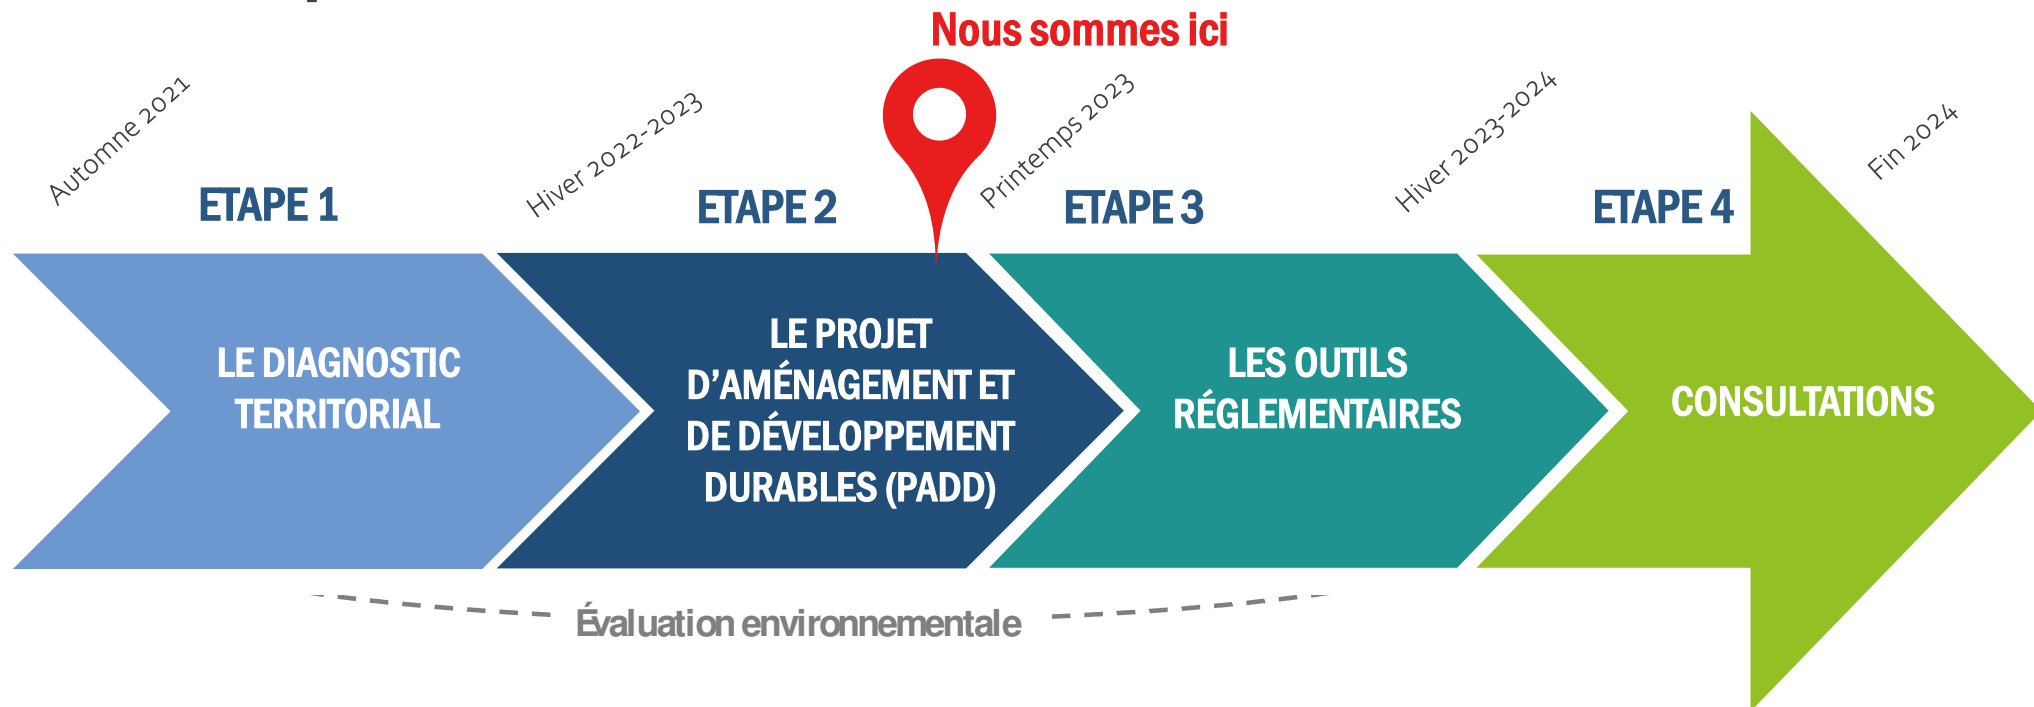 Nous sommes ici
Automne 2021
Hiver 2022-2023
Printemps 2023
Hiver 2023-2024
Fin 2024
ETAPE 1
ETAPE 2
ETAPE 3
ETAPE 4
LE DIAGNOSTIC
TERRITORIAL
LE PROJET
D’AMÉNAGEMENT ET
DE DÉVELOPPEMENT
DURABLES (PADD)
LES OUTILS
RÉGLEMENTAIRES
CONSULTATIONS
Évaluation environnementale